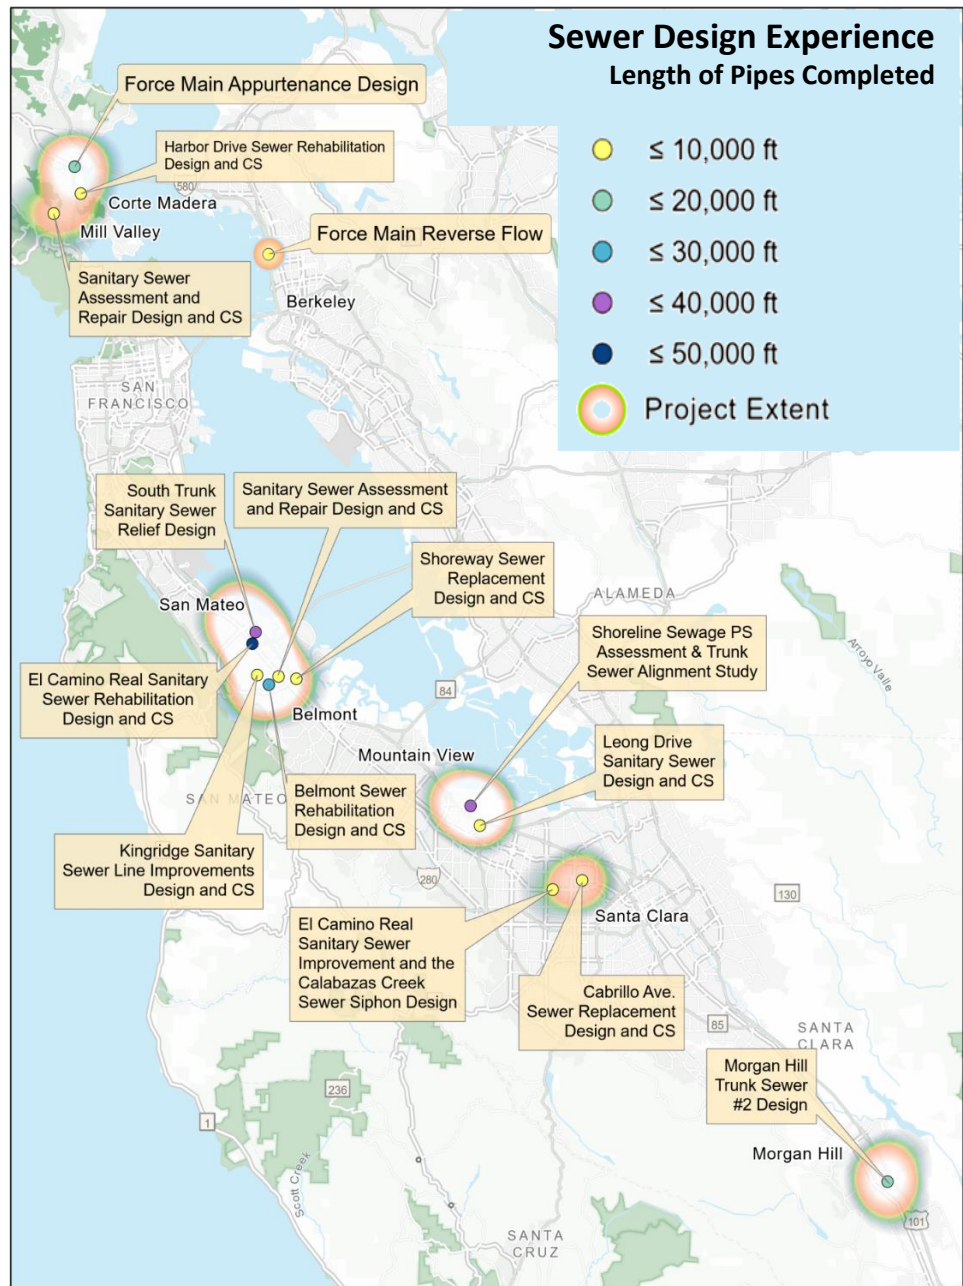 Sewer Design Experience
Length of Pipes Completed
≤ 10,000 ft
≤ 20,000 ft
≤ 30,000 ft
≤ 40,000 ft
≤ 50,000 ft
Project Extent
Force Main Appurtenance Design
Harbor Drive Sewer Rehabilitation
Design and CS
580
Corte Madera
Mill Valley
Force Main Reverse Flow
Sanitary Sewer
Assessment and
Repair Design and CS
Berkeley
SAN
FRANCISCO
South Trunk
Sanitary Sewer
Relief Design
Sanitary Sewer Assessment
and Repair Design and CS
Shoreway Sewer
Replacement
Design and CS
San Mateo
ALAMEDA
Shoreline Sewage PS
Assessment & Trunk
Sewer Alignment Study
Arroyo Valle
El Camino Real Sanitary
Sewer Rehabilitation
Design and CS
84
Belmont
Mountain View
Leong Drive
Sanitary Sewer
Design and CS
SAN MATEO
Belmont Sewer
Rehabilitation
Design and CS
Kingridge Sanitary
Sewer Line Improvements
Design and CS
280
130
Santa Clara
El Camino Real
Sanitary Sewer
Improvement and the
Calabazas Creek
Sewer Siphon Design
Cabrillo Ave.
Sewer Replacement
Design and CS
85
SANTA
CLARA
Morgan Hill
Trunk Sewer
#2 Design
236
1
Morgan Hill
Scott Creek
101
SANTA
CRUZ